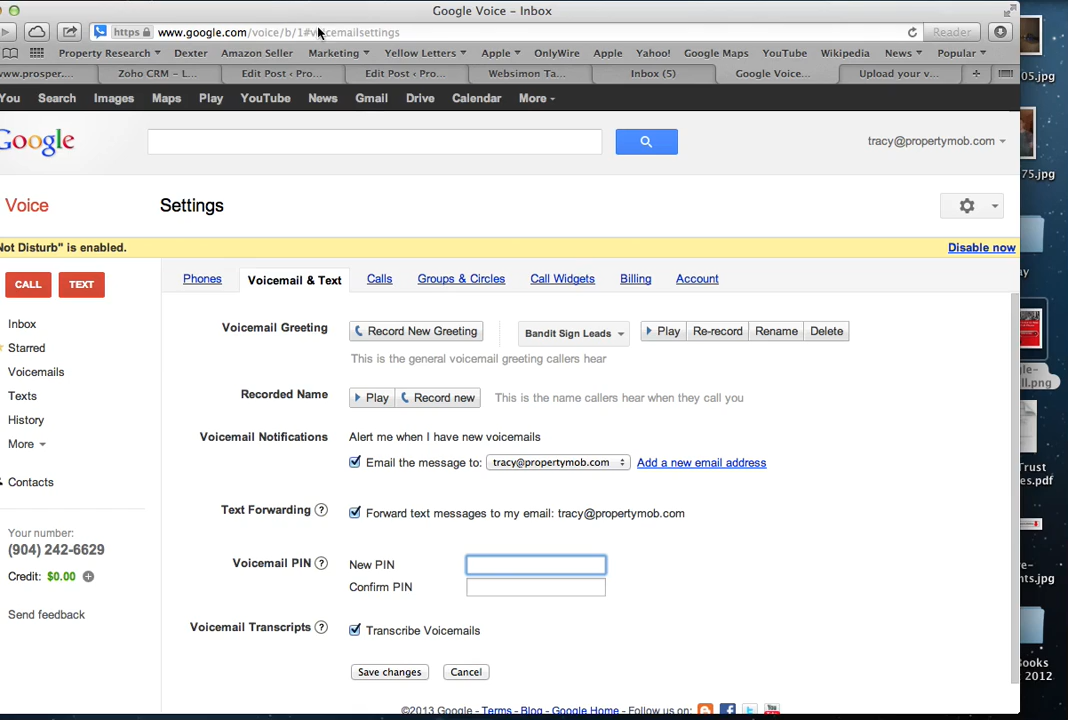 Google Voice – Inbox
https www.google.com/voice/b/1#voicemailsettings Reader
Property Research Dexter Amazon Seller Marketing Yellow Letters Apple OnlyWire Apple Yahoo! Google Maps YouTube Wikipedia News Popular
www.prosper.... Zoho CRM – L... Edit Post ‹ Pro... Edit Post ‹ Pro... Websimon Ta... Inbox (5) Google Voice... Upload your v... +
05.jpg
You Search Images Maps Play YouTube News Gmail Drive Calendar More
Google
tracy@propertymob.com
75.jpg
Voice Settings
Not Disturb" is enabled. Disable now
CALL TEXT
Phones Voicemail & Text Calls Groups & Circles Call Widgets Billing Account
Inbox
Starred
Voicemails
Texts
History
More
Contacts
Your number:
(904) 242-6629
Credit: $0.00
Send feedback
Voicemail Greeting Record New Greeting Bandit Sign Leads Play Re-record Rename Delete
This is the general voicemail greeting callers hear
Recorded Name Play Record new This is the name callers hear when they call you
Voicemail Notifications Alert me when I have new voicemails
Email the message to: tracy@propertymob.com Add a new email address
Text Forwarding ? Forward text messages to my email: tracy@propertymob.com
Voicemail PIN ? New PIN
Confirm PIN
Voicemail Transcripts ? Transcribe Voicemails
Save changes Cancel
©2013 Google - Terms - Blog - Google Home - Follow us on:
ay
gle-
ll.png
Trust
es.pdf
re-
nts.jpg
Books
2012